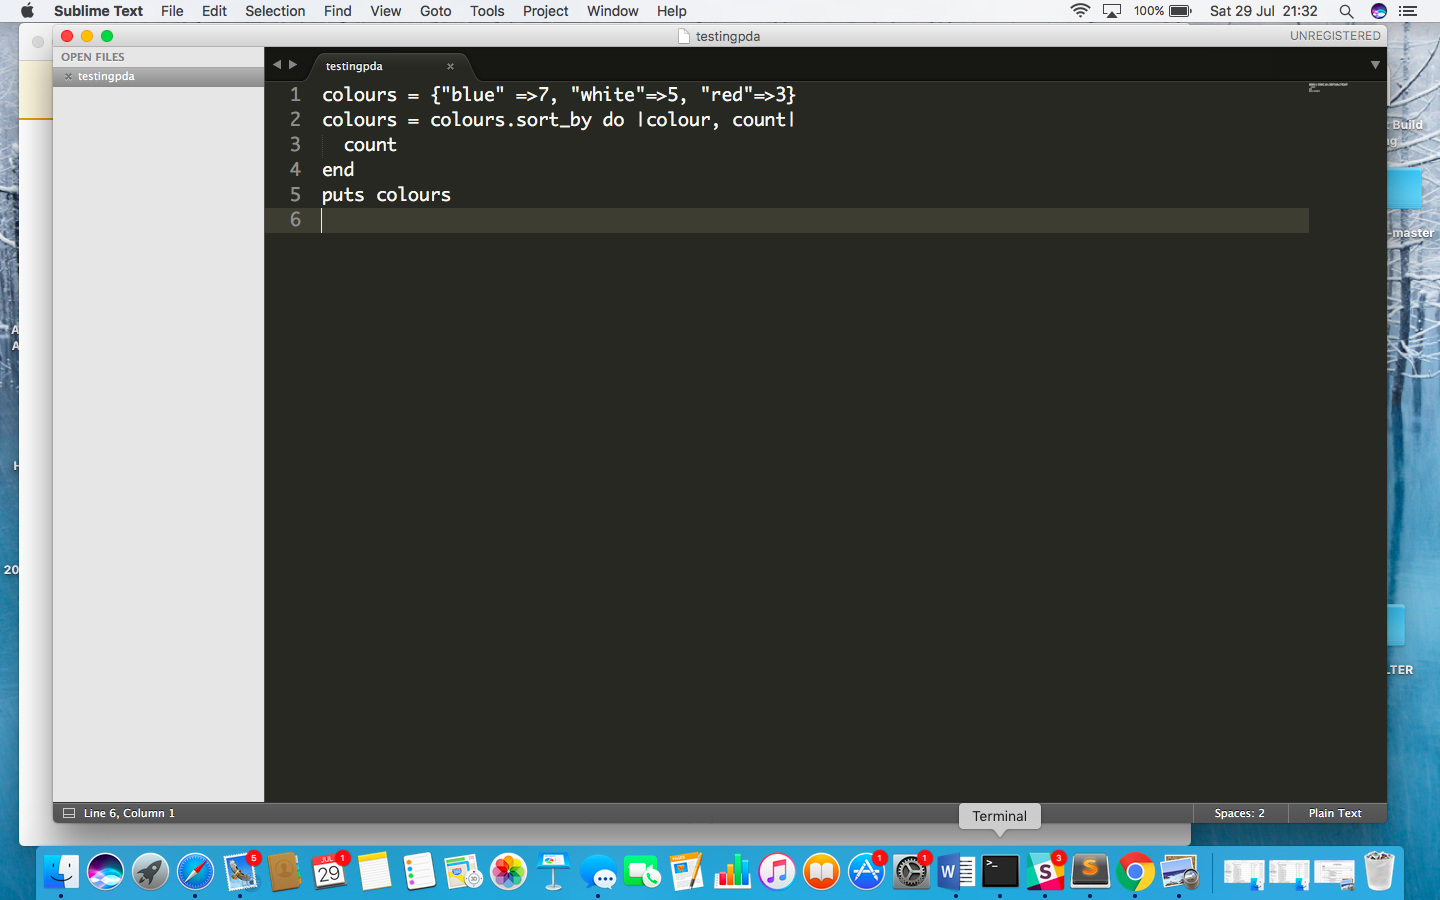 Sublime Text File Edit Selection Find View Goto Tools Project Window Help 100% Sat 29 Jul 21:32
testingpda UNREGISTERED
OPEN FILES
testingpda
testingpda
1 colours = {"blue" =>7, "white"=>5, "red"=>3}
2 colours = colours.sort_by do |colour, count|
3 count
4 end
5 puts colours
6
Build
-master
20
LTER
Line 6, Column 1 Spaces: 2 Plain Text
Terminal
5 JUL 29 1 30 1 1 W >_ 3 S S